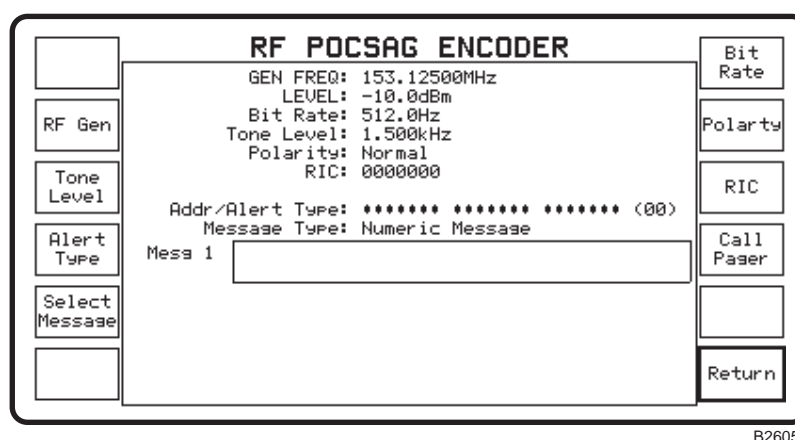 RF POCSAG ENCODER
GEN FREQ: 153.12500MHz
LEVEL: -10.0dBm
Bit Rate: 512.0Hz
Tone Level: 1.500kHz
Polarity: Normal
RIC: 0000000
Addr/Alert Type: ♦♦♦♦♦♦♦ ♦♦♦♦♦♦♦ ♦♦♦♦♦♦♦ (00)
Message Type: Numeric Message
Mesg 1
RF Gen
Tone
Level
Alert
Type
Select
Message
Bit
Rate
Polarty
RIC
Call
Pager
Return
B2605